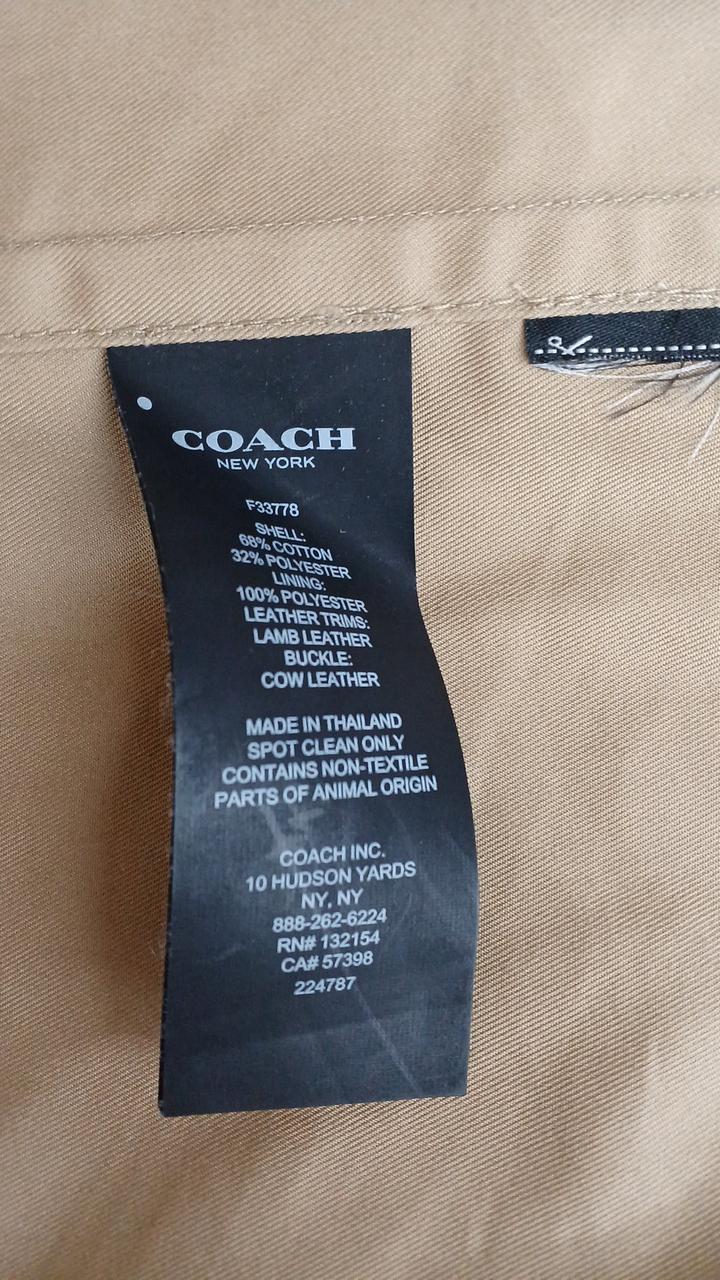 COACH
NEW YORK
F33778
SHELL:
68% COTTON
32% POLYESTER
LINING:
100% POLYESTER
LEATHER TRIMS:
LAMB LEATHER
BUCKLE:
COW LEATHER
MADE IN THAILAND
SPOT CLEAN ONLY
CONTAINS NON-TEXTILE
PARTS OF ANIMAL ORIGIN
COACH INC.
10 HUDSON YARDS
NY, NY
888-262-6224
RN# 132154
CA# 57398
224787